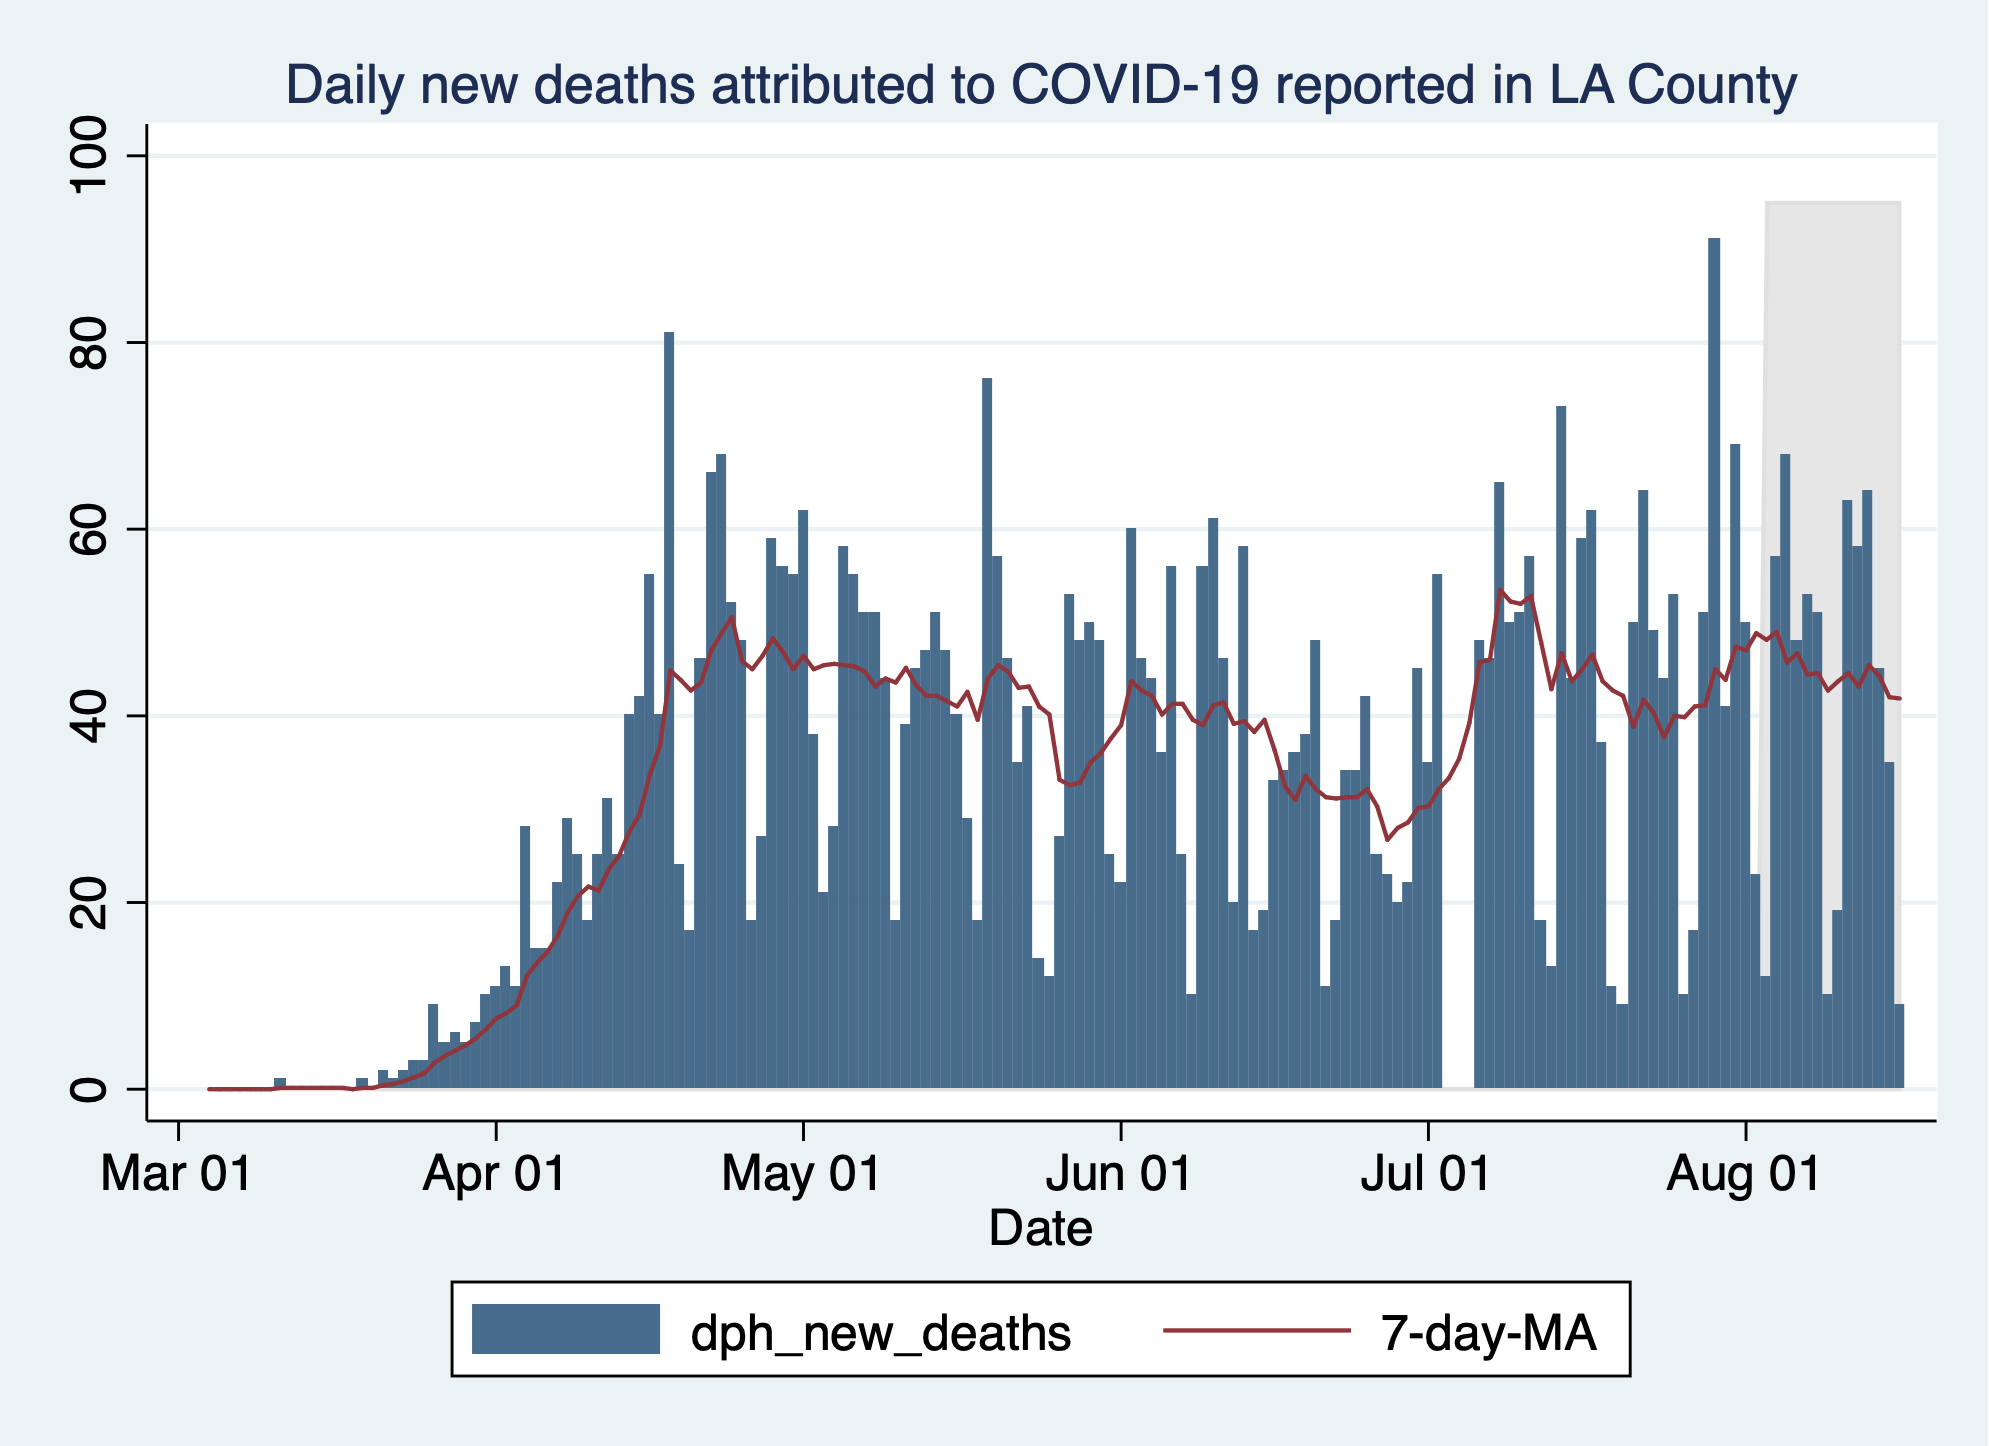 Daily new deaths attributed to COVID-19 reported in LA County
100
80
60
40
20
0
Mar 01 Apr 01 May 01 Jun 01 Jul 01 Aug 01
Date
dph_new_deaths 7-day-MA